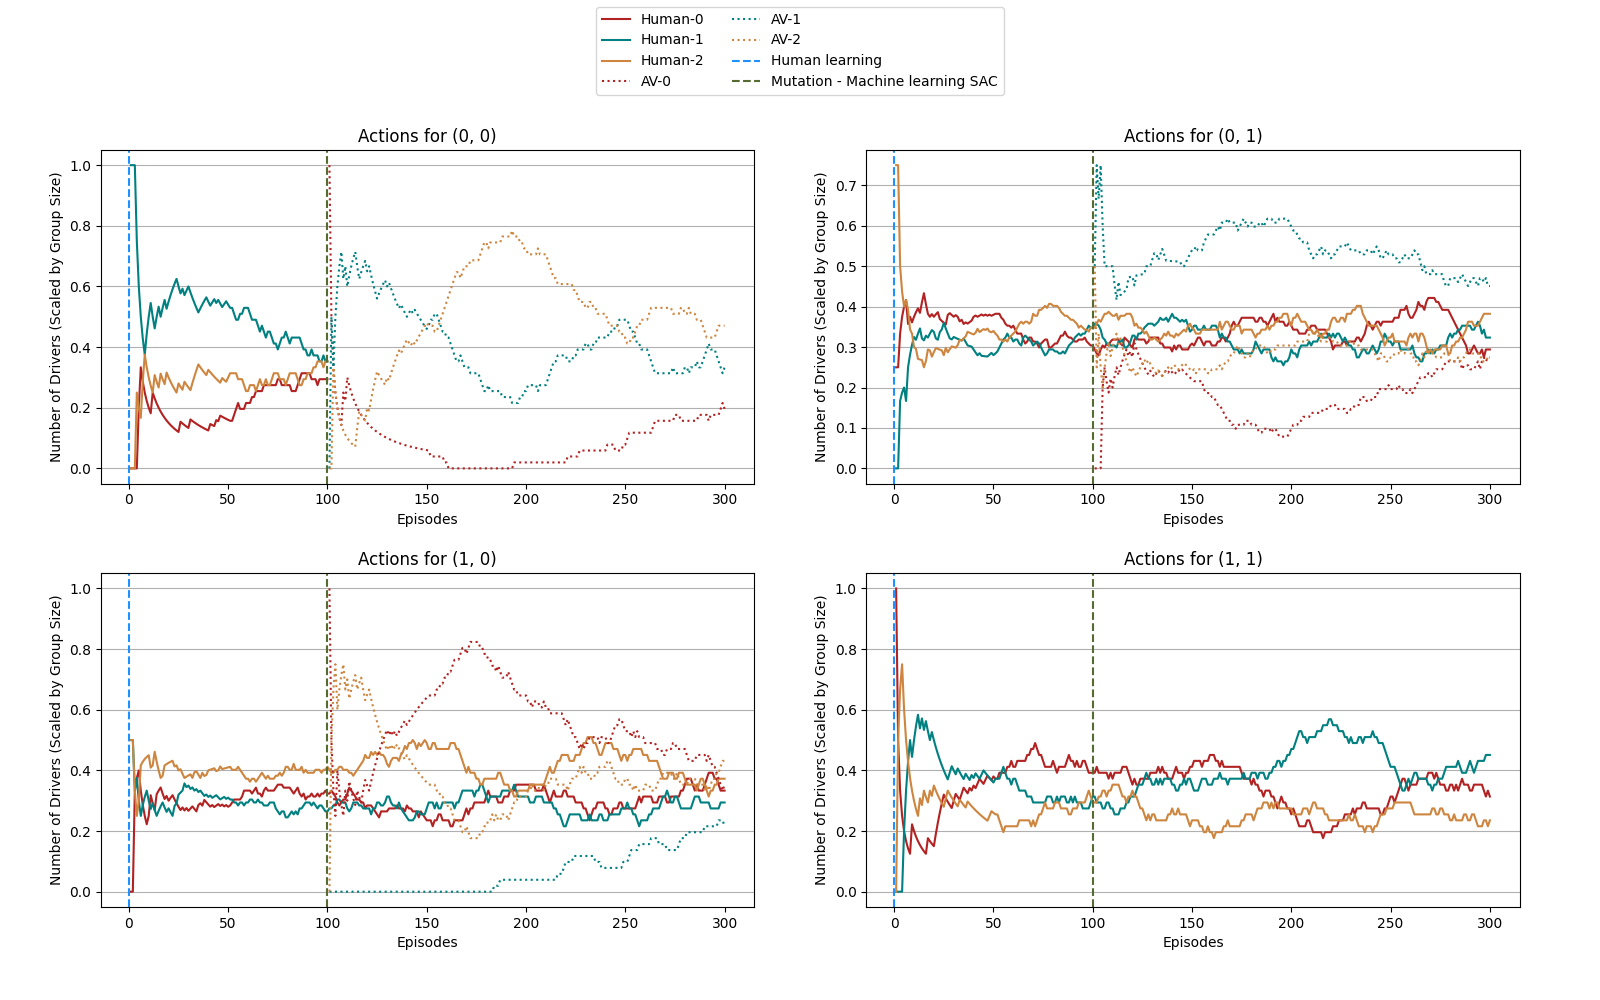 Human-0
Human-1
Human-2
AV-0
AV-1
AV-2
Human learning
Mutation - Machine learning SAC
Actions for (0, 0)
Number of Drivers (Scaled by Group Size)
1.0
0.8
0.6
0.4
0.2
0.0
0 50 100 150 200 250 300
Episodes
Actions for (0, 1)
Number of Drivers (Scaled by Group Size)
0.7
0.6
0.5
0.4
0.3
0.2
0.1
0.0
0 50 100 150 200 250 300
Episodes
Actions for (1, 0)
Number of Drivers (Scaled by Group Size)
1.0
0.8
0.6
0.4
0.2
0.0
0 50 100 150 200 250 300
Episodes
Actions for (1, 1)
Number of Drivers (Scaled by Group Size)
1.0
0.8
0.6
0.4
0.2
0.0
0 50 100 150 200 250 300
Episodes